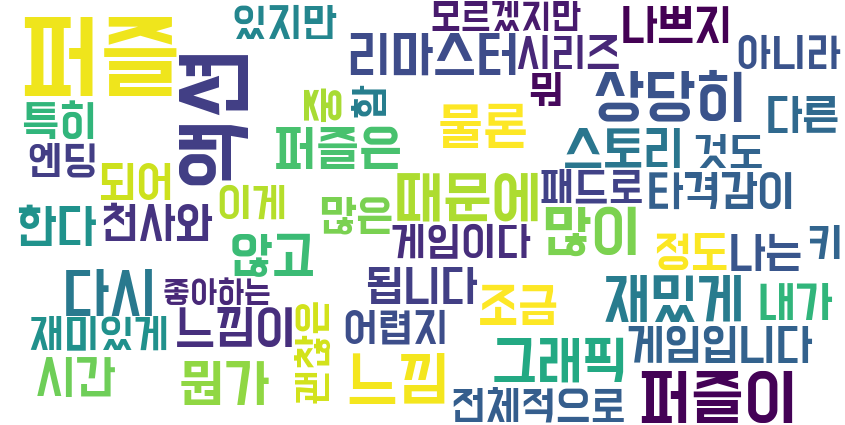 퍼즐
있지만
모르겠지만
나쁘지
리마스터
시리즈
아니라
액션
뭐
상당히
다른
특히
중
함
물론
엔딩
퍼즐은
스토리
것도
되어
이게
많은
때문에
패드로
타격감이
한다
천사와
않고
게임이다
많이
정도
나는
키
다시
좋아하는
됩니다
조금
재밌게
내가
재미있게
느낌이
괜찮은
어렵지
그래픽
게임입니다
시간
뭔가
느낌
전체적으로
퍼즐이